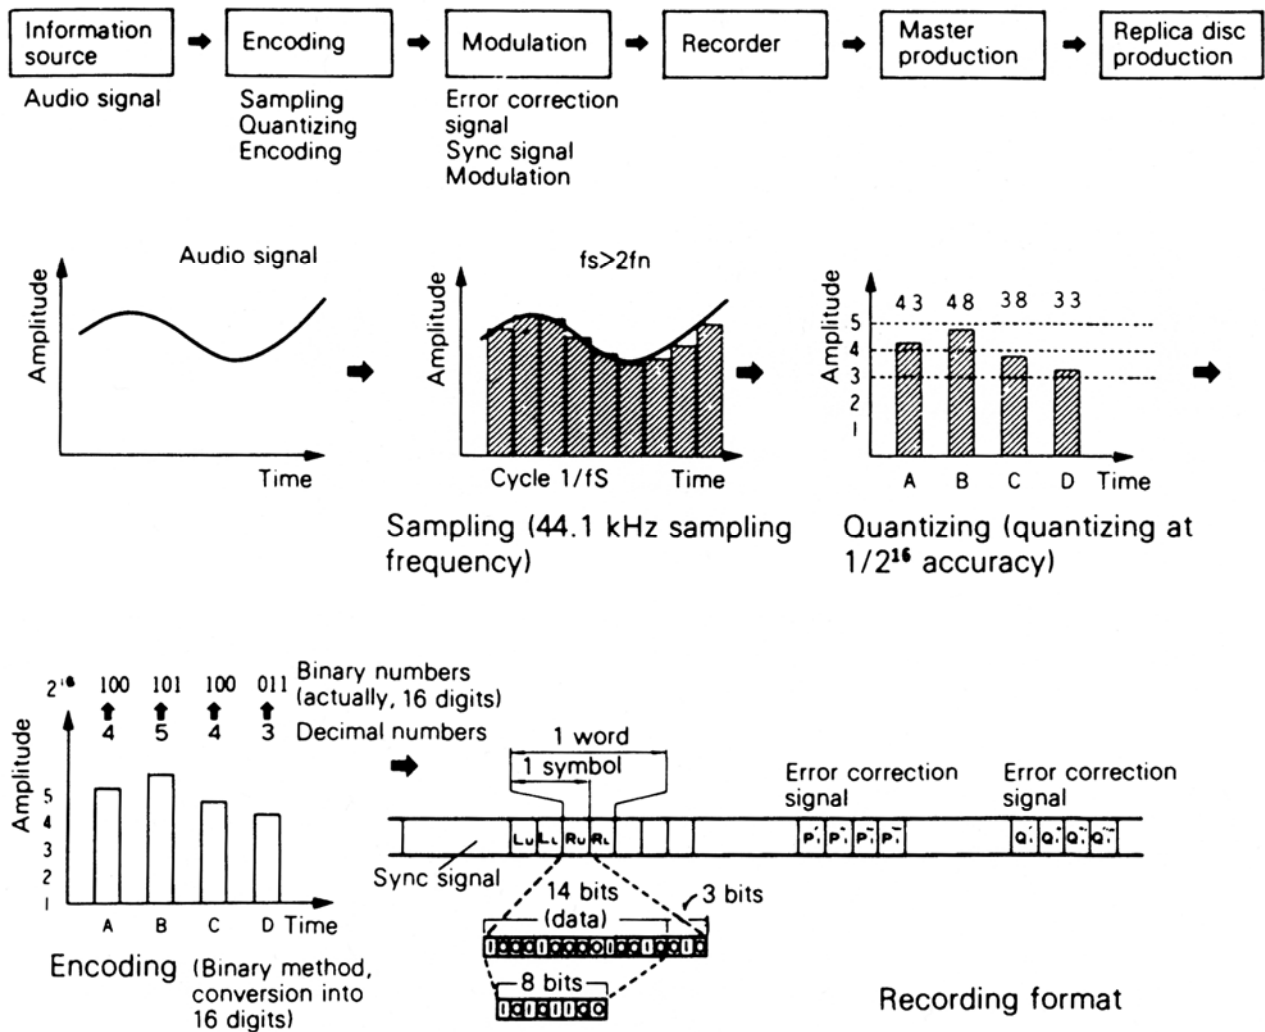 Information
source
Encoding
Modulation
Recorder
Master
production
Replica disc
production
Audio signal
Sampling
Quantizing
Encoding
Error correction
signal
Sync signal
Modulation
Audio signal
Amplitude
Time
fs>2fn
Amplitude
Cycle 1/fS
Time
Sampling (44.1 kHz sampling
frequency)
43 48 38 33
Amplitude
5
4
3
2
1
A B C D Time
Quantizing (quantizing at
1/2¹⁶ accuracy)
2¹⁶ 100 101 100 011 Binary numbers
(actually, 16 digits)
4 5 4 3 Decimal numbers
Amplitude
5
4
3
2
1
A B C D Time
Encoding (Binary method,
conversion into
16 digits)
1 word
1 symbol
Error correction
signal
Error correction
signal
LU LL RU RL
Sync signal
14 bits
(data)
3 bits
8 bits
Recording format